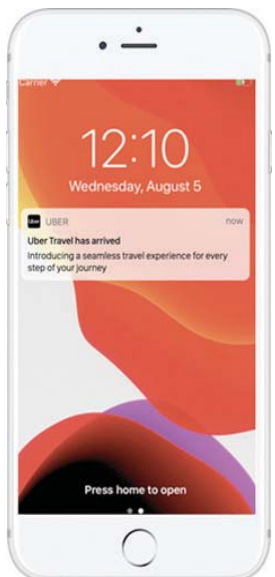 Carrier
12:10
Wednesday, August 5
Uber UBER now
Uber Travel has arrived
Introducing a seamless travel experience for every
step of your journey
Press home to open